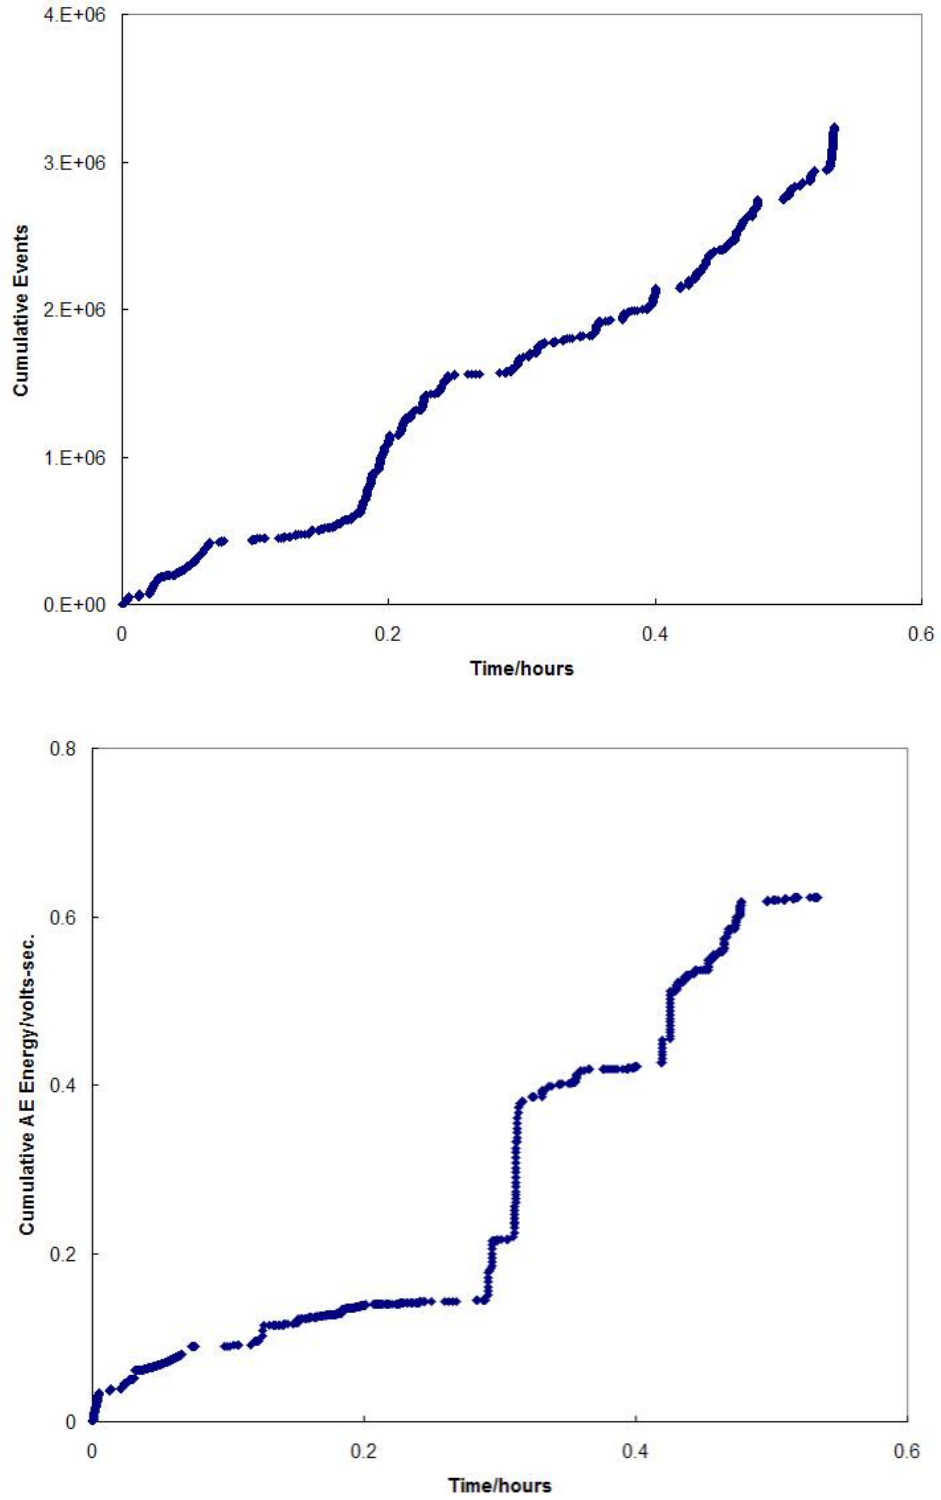 4.E+06
3.E+06
2.E+06
1.E+06
0.E+00
Cumulative Events
0 0.2 0.4 0.6
Time/hours
0.8
0.6
0.4
0.2
0
Cumulative AE Energy/volts-sec.
0 0.2 0.4 0.6
Time/hours